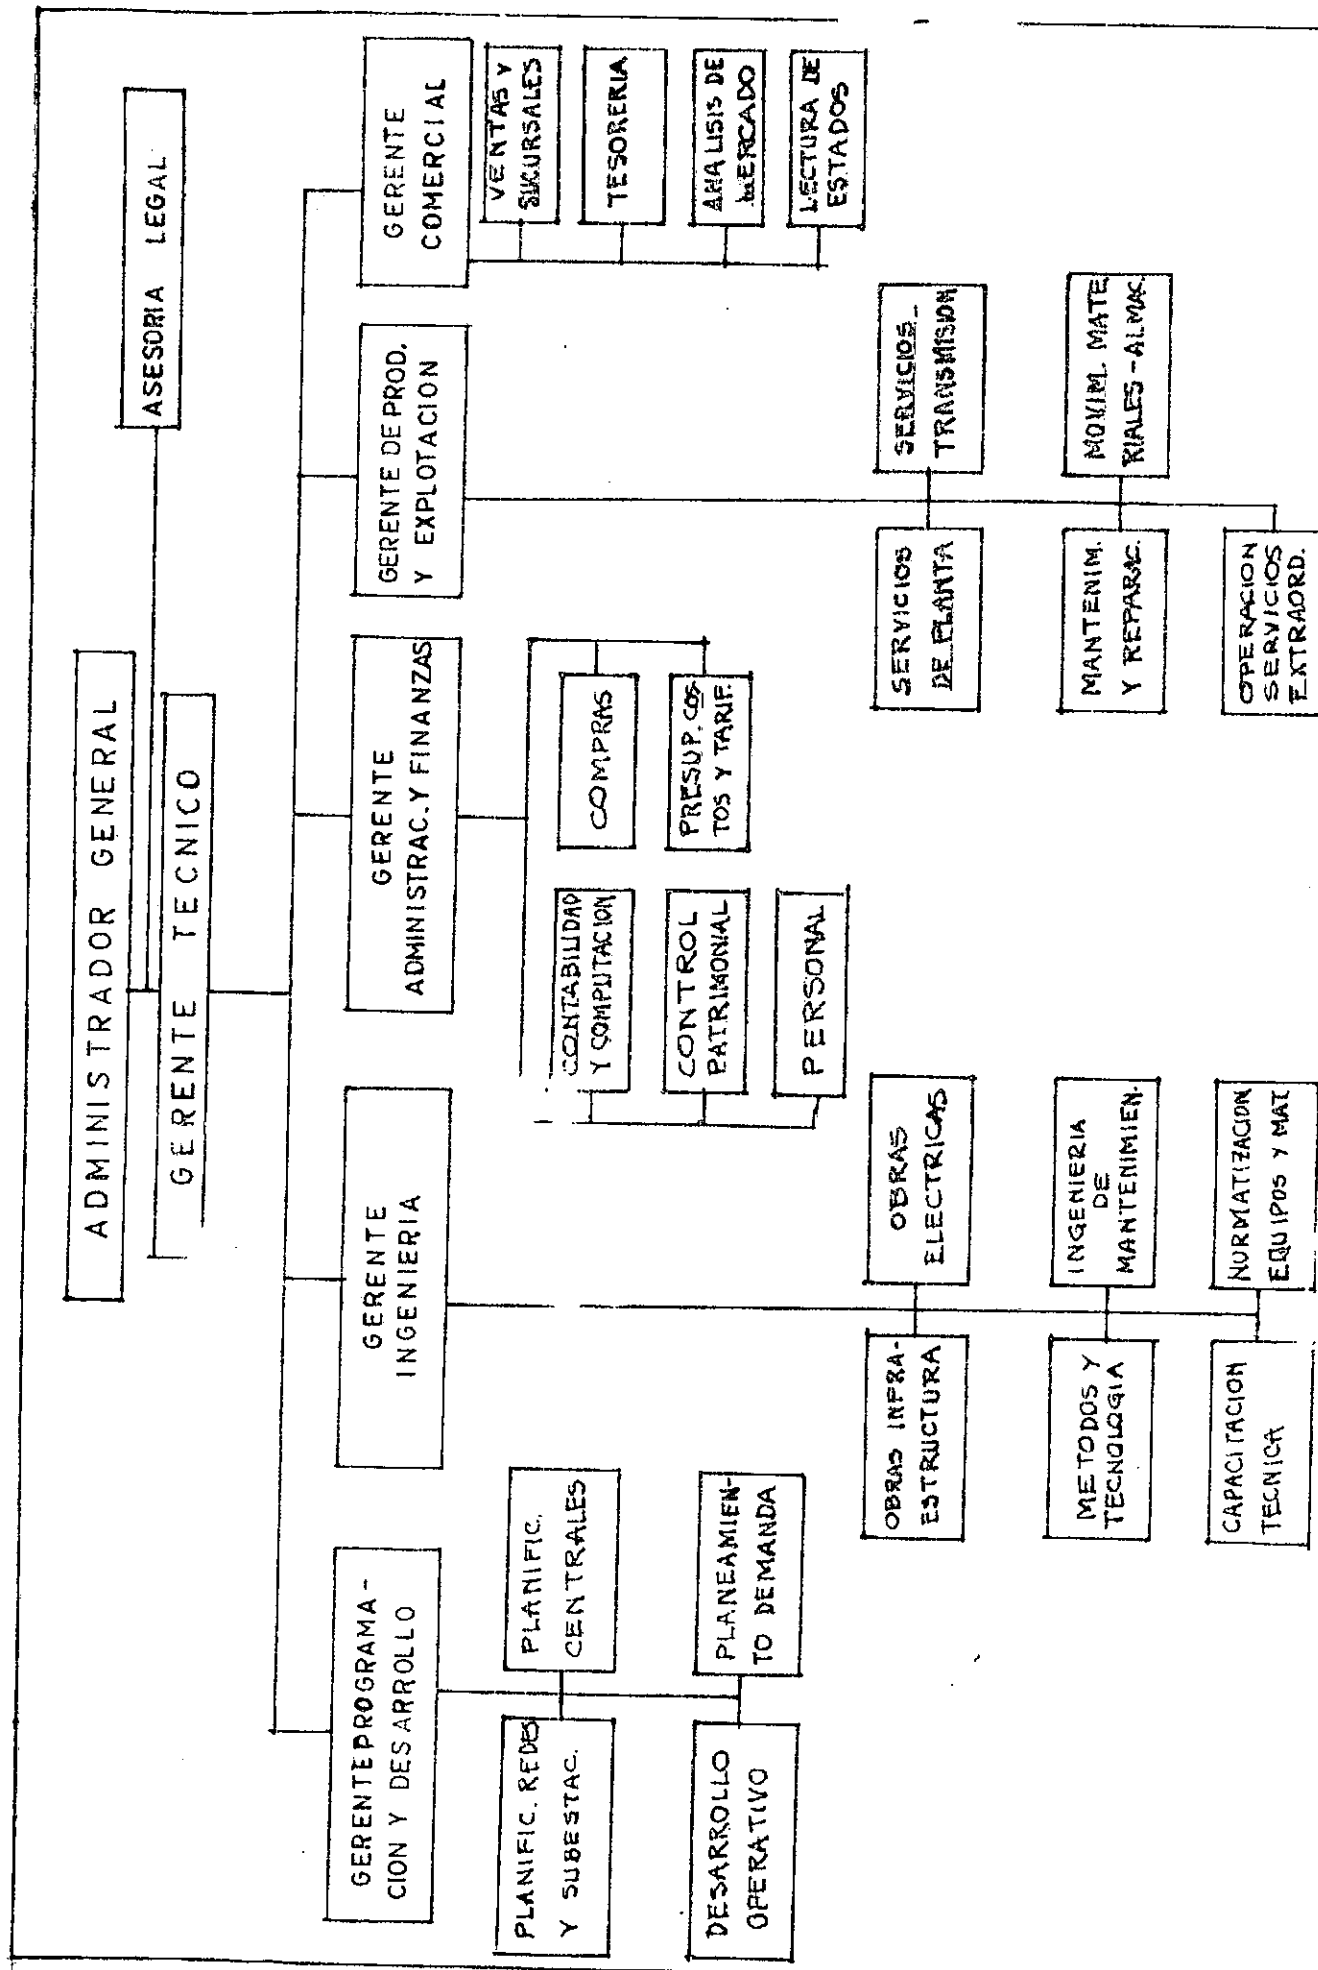 ADMINISTRADOR GENERAL
ASESORIA LEGAL
GERENTE TECNICO
GERENTE PROGRAMA-
CION Y DESARROLLO
PLANIFIC. REDES
Y SUBESTAC.
PLANIFIC.
CENTRALES
DESARROLLO
OPERATIVO
PLANEAMIEN-
TO DEMANDA
GERENTE
INGENIERIA
OBRAS INFRA-
ESTRUCTURA
OBRAS
ELECTRICAS
METODOS Y
TECNOLOGIA
INGENIERIA
DE
MANTENIMIEN.
CAPACITACION
TECNICA
NORMATIZACION
EQUIPOS Y MAT
GERENTE
ADMINISTRAC. Y FINANZAS
CONTABILIDAD
Y COMPUTACION
COMPRAS
CONTROL
PATRIMONIAL
PRESUP. COS-
TOS Y TARIF.
PERSONAL
GERENTE DE PROD.
Y EXPLOTACION
SERVICIOS
DE PLANTA
SERVICIOS
TRANSMISION
MANTENIM.
Y REPARAC.
MOVIM. MATE
RIALES-ALMAC.
OPERACION
SERVICIOS
EXTRAORD.
GERENTE
COMERCIAL
VENTAS Y
SUCURSALES
TESORERIA
ANALISIS DE
MERCADO
LECTURA DE
ESTADOS